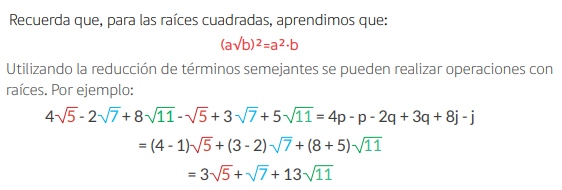 Recuerda que, para las raíces cuadradas, aprendimos que:
(a√b)²=a²·b
Utilizando la reducción de términos semejantes se pueden realizar operaciones con
raíces. Por ejemplo:
4√5 - 2√7 + 8√11 - √5 + 3√7 + 5√11 = 4p - p - 2q + 3q + 8j - j
= (4 - 1)√5 + (3 - 2)√7 + (8 + 5)√11
= 3√5 + √7 + 13√11